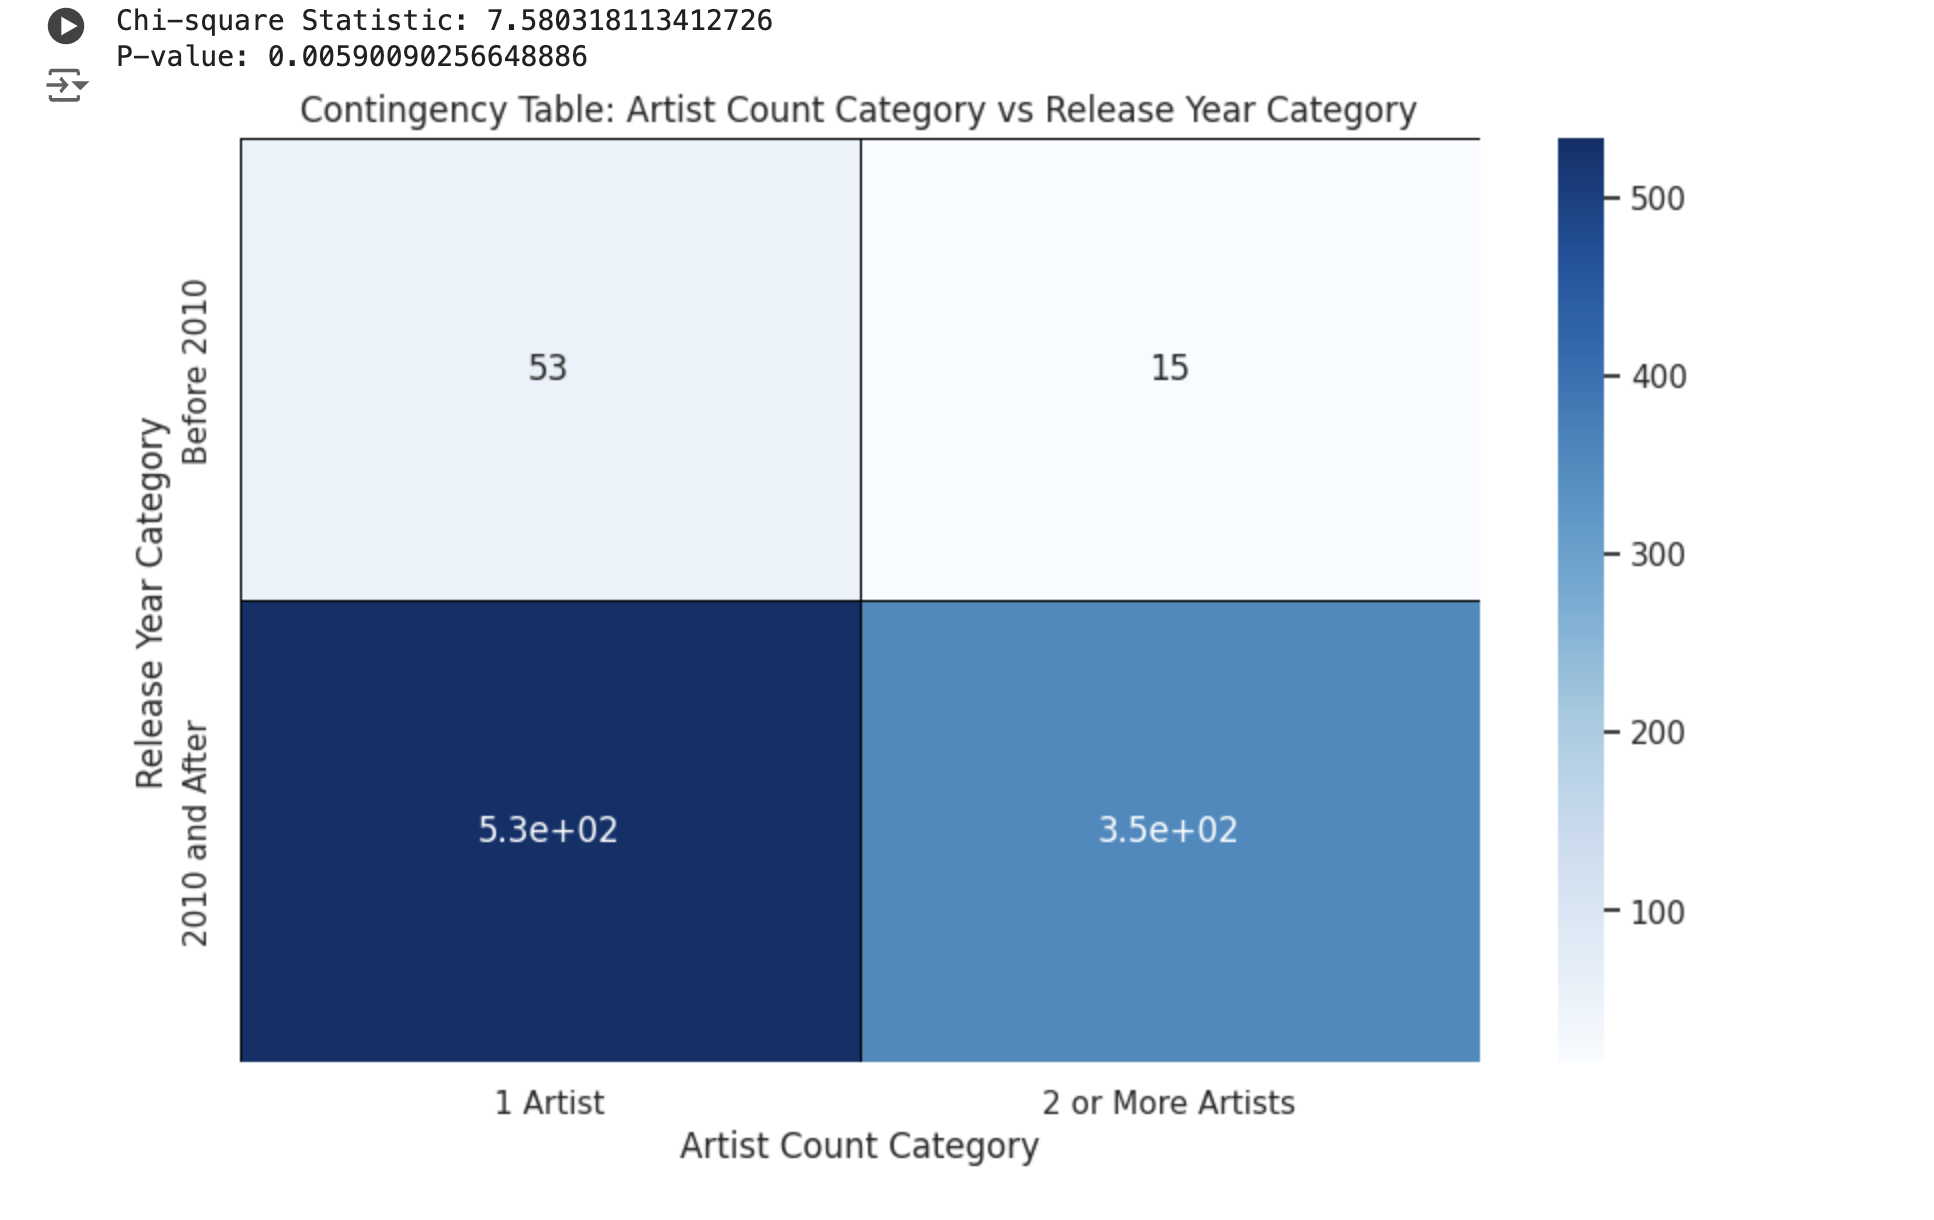 Chi-square Statistic: 7.580318113412726
P-value: 0.00590090256648886
Contingency Table: Artist Count Category vs Release Year Category
500
400
300
200
100
Release Year Category
Before 2010
2010 and After
53
15
5.3e+02
3.5e+02
1 Artist
2 or More Artists
Artist Count Category